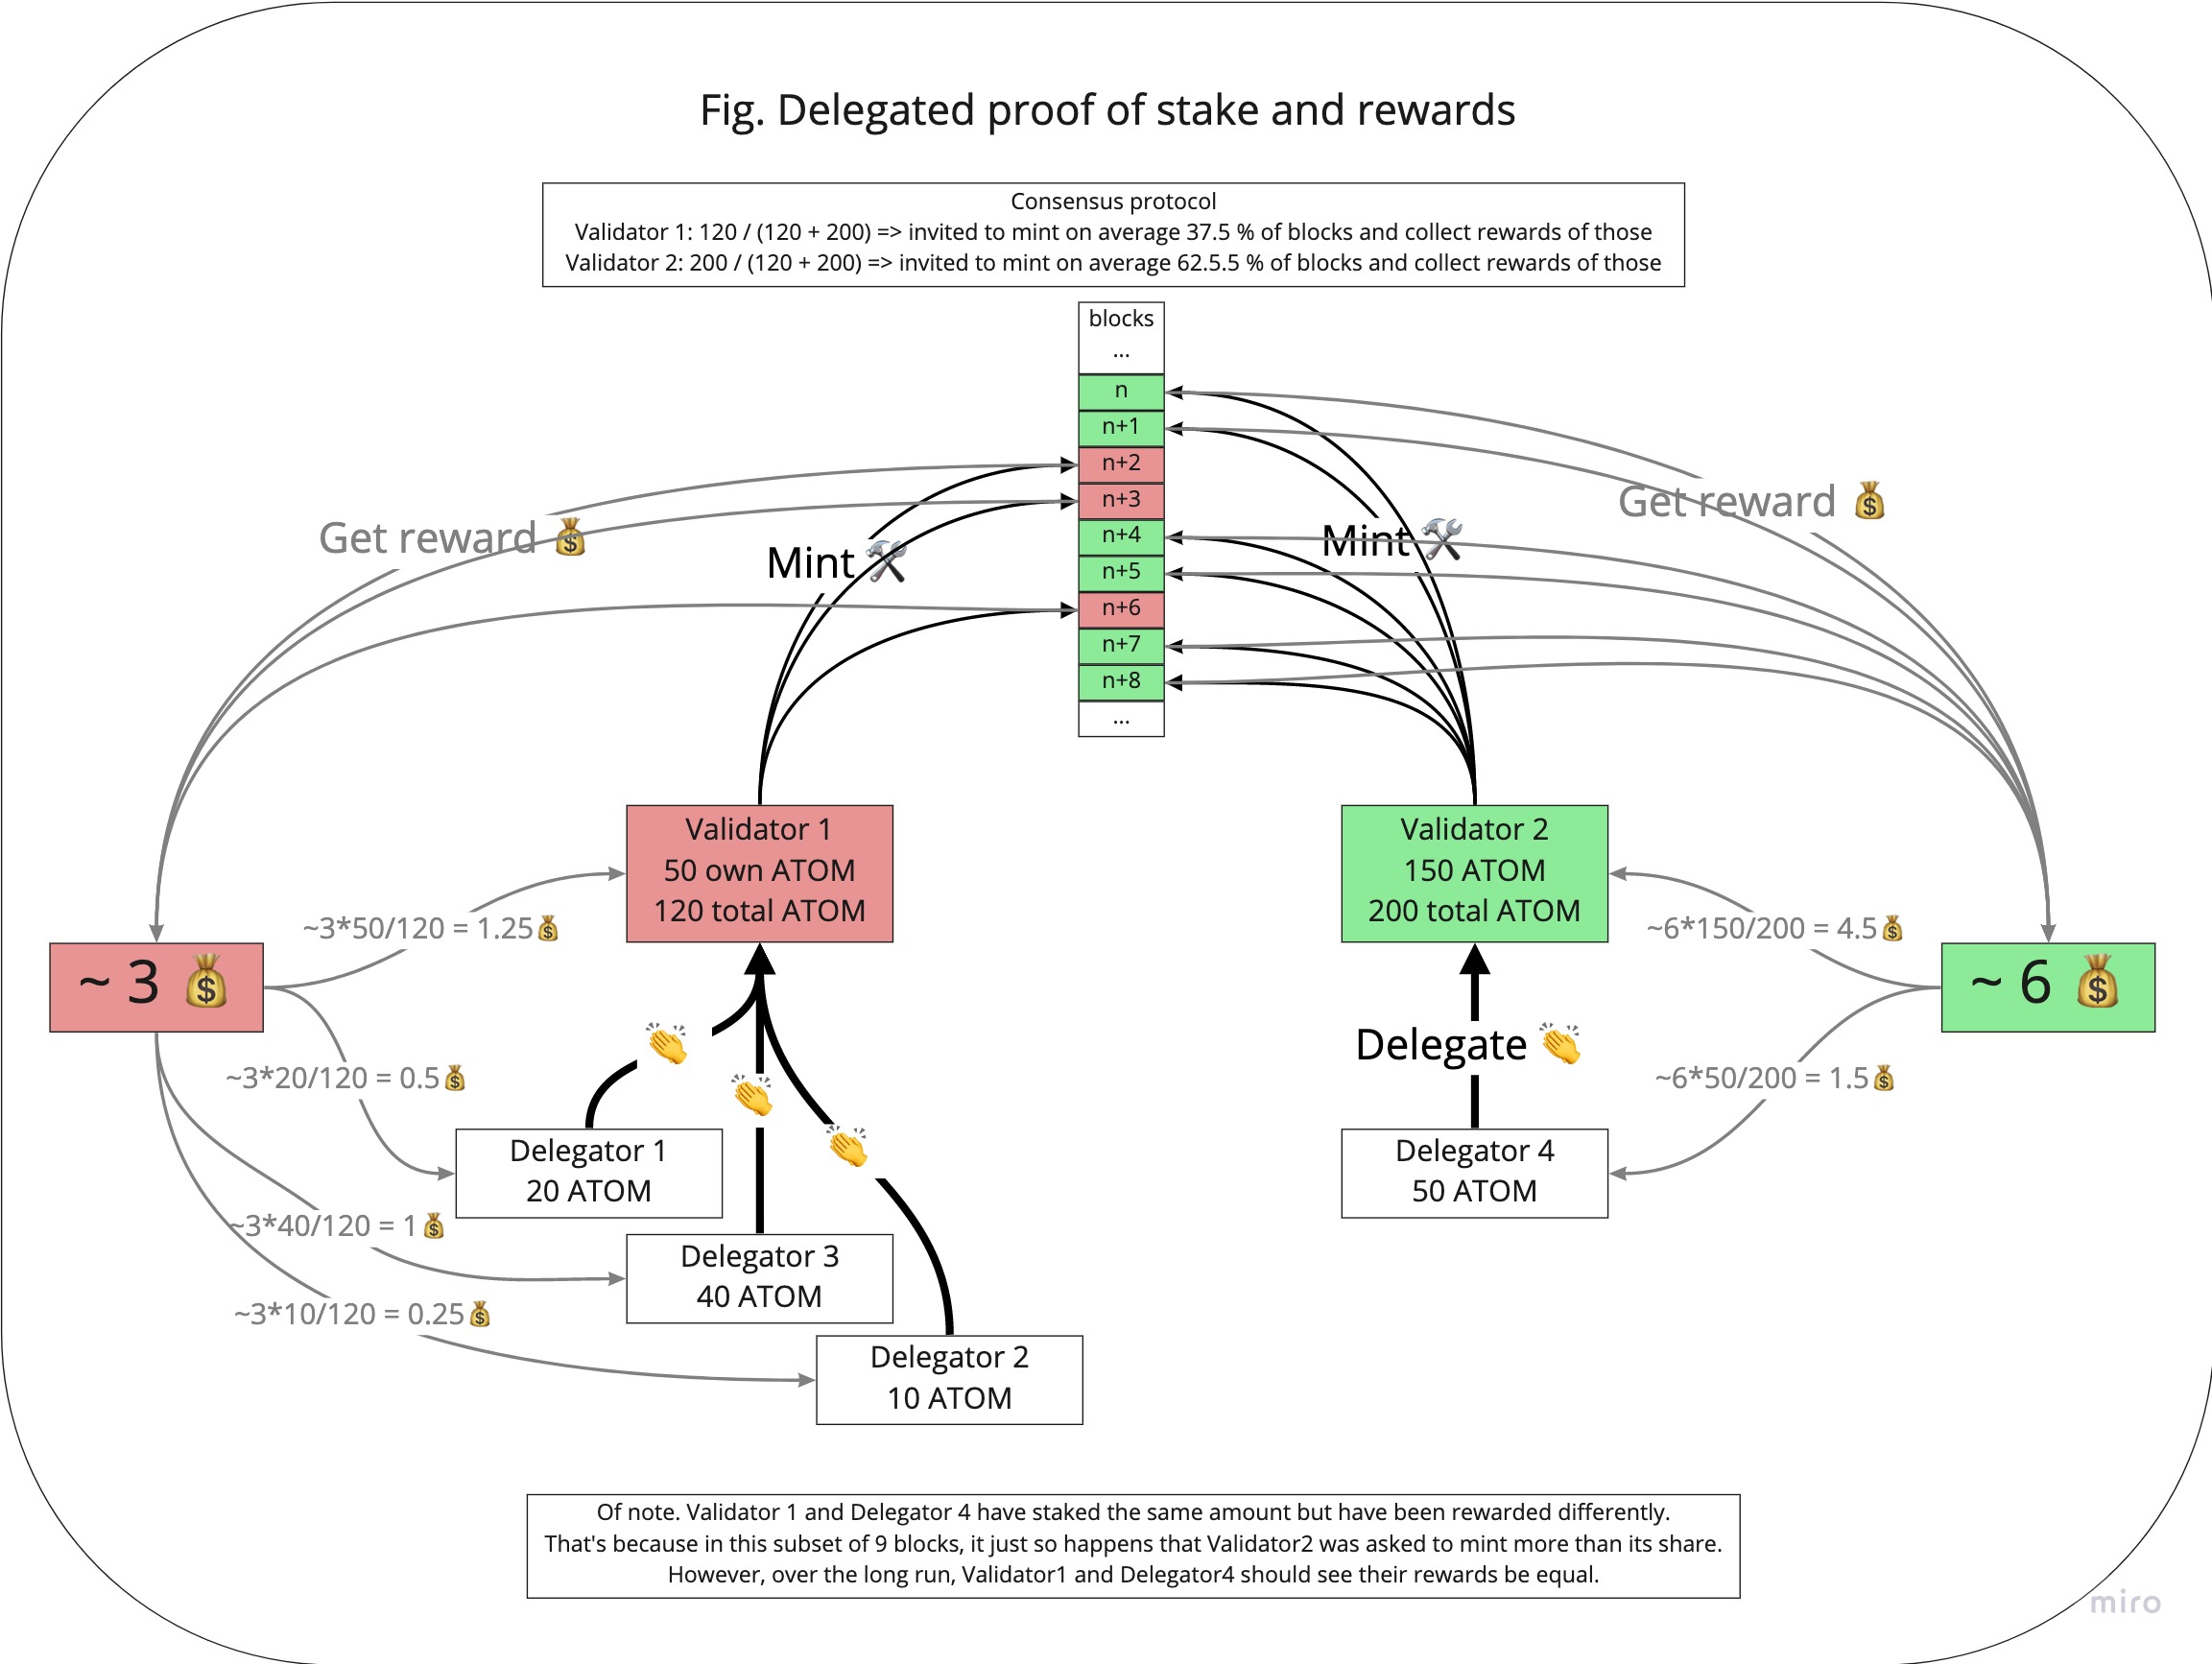 Fig. Delegated proof of stake and rewards
Consensus protocol
Validator 1: 120 / (120 + 200) => invited to mint on average 37.5 % of blocks and collect rewards of those
Validator 2: 200 / (120 + 200) => invited to mint on average 62.5.5 % of blocks and collect rewards of those
blocks
...
n
n+1
n+2
n+3
n+4
n+5
n+6
n+7
n+8
...
Get reward 💰
Mint 🛠️
Mint 🛠️
Get reward 💰
Validator 1
50 own ATOM
120 total ATOM
Validator 2
150 ATOM
200 total ATOM
~3*50/120 = 1.25💰
~6*150/200 = 4.5💰
~ 3 💰
~ 6 💰
👏
Delegate 👏
~3*20/120 = 0.5💰
👏
~6*50/200 = 1.5💰
👏
Delegator 1
20 ATOM
Delegator 4
50 ATOM
~3*40/120 = 1💰
Delegator 3
40 ATOM
~3*10/120 = 0.25💰
Delegator 2
10 ATOM
Of note. Validator 1 and Delegator 4 have staked the same amount but have been rewarded differently.
That's because in this subset of 9 blocks, it just so happens that Validator2 was asked to mint more than its share.
However, over the long run, Validator1 and Delegator4 should see their rewards be equal.
miro